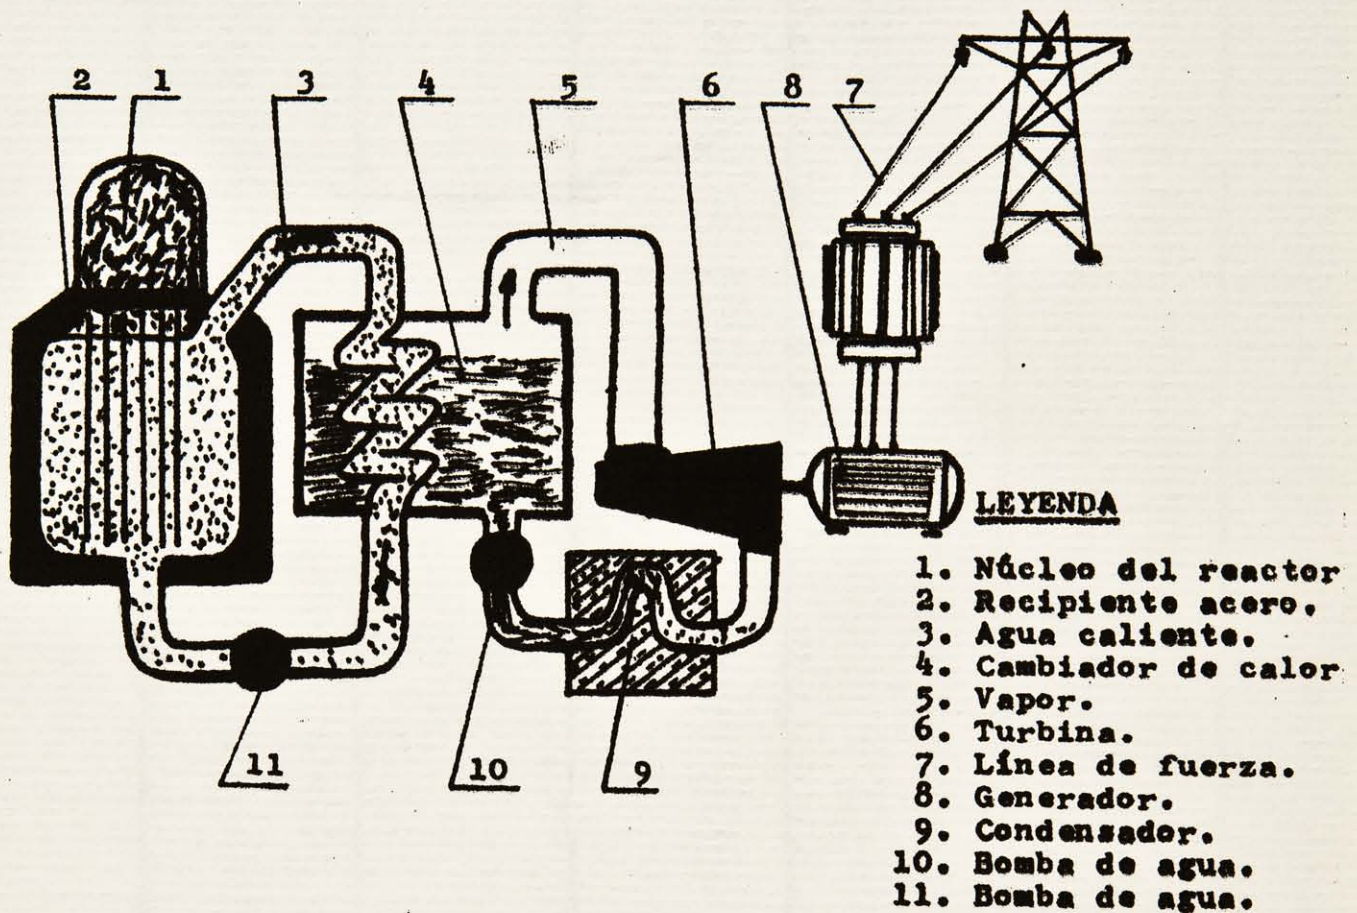 2 1 3 4 5 6 8 7
11 10 9
LEYENDA
1. Núcleo del reactor
2. Recipiente acero.
3. Agua caliente.
4. Cambiador de calor
5. Vapor.
6. Turbina.
7. Línea de fuerza.
8. Generador.
9. Condensador.
10. Bomba de agua.
11. Bomba de agua.